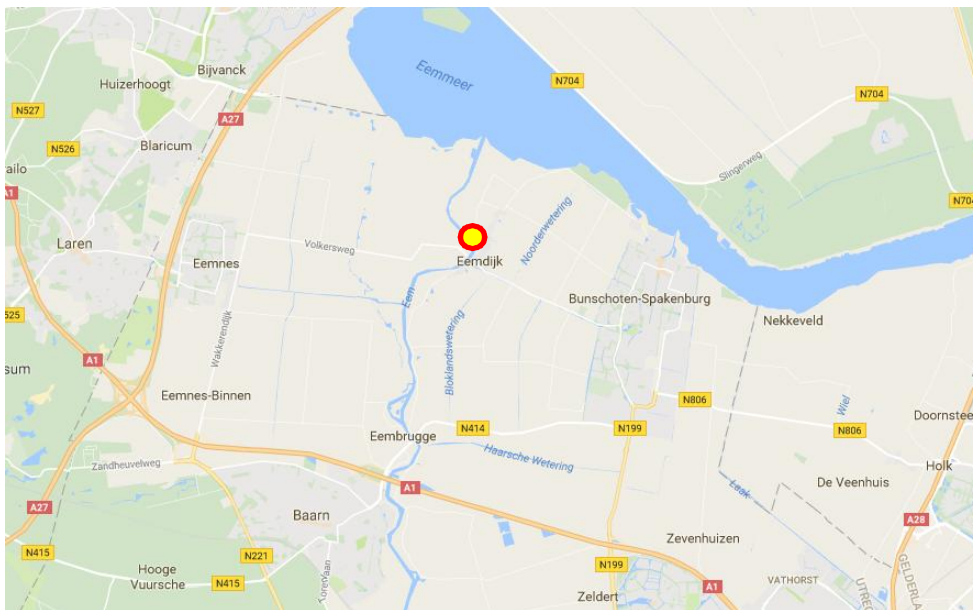 Eemmeer
Bijvanck
Huizerhoogt
N704
N704
N527
A27
Blaricum
N526
ailo
Slingerweg
A1
N704
Noorderwetering
Laren
Volkersweg
Eemnes
Eemdijk
Eem
Bunschoten-Spakenburg
525
Nekkeveld
Wakkerendijk
Bloklandswetering
sum
A1
Eemnes-Binnen
N806
Wiel
Doornstee
N414
N199
N806
Eembrugge
Haarsche Wetering
Zandheuvelweg
Holk
De Veenhuis
A1
Laak
A27
Baarn
A28
N415
N221
Zevenhuizen
Hooge
Vuursche
N415
N199
A1
VATHORST
Zeldert
UTREC
GELDERLA